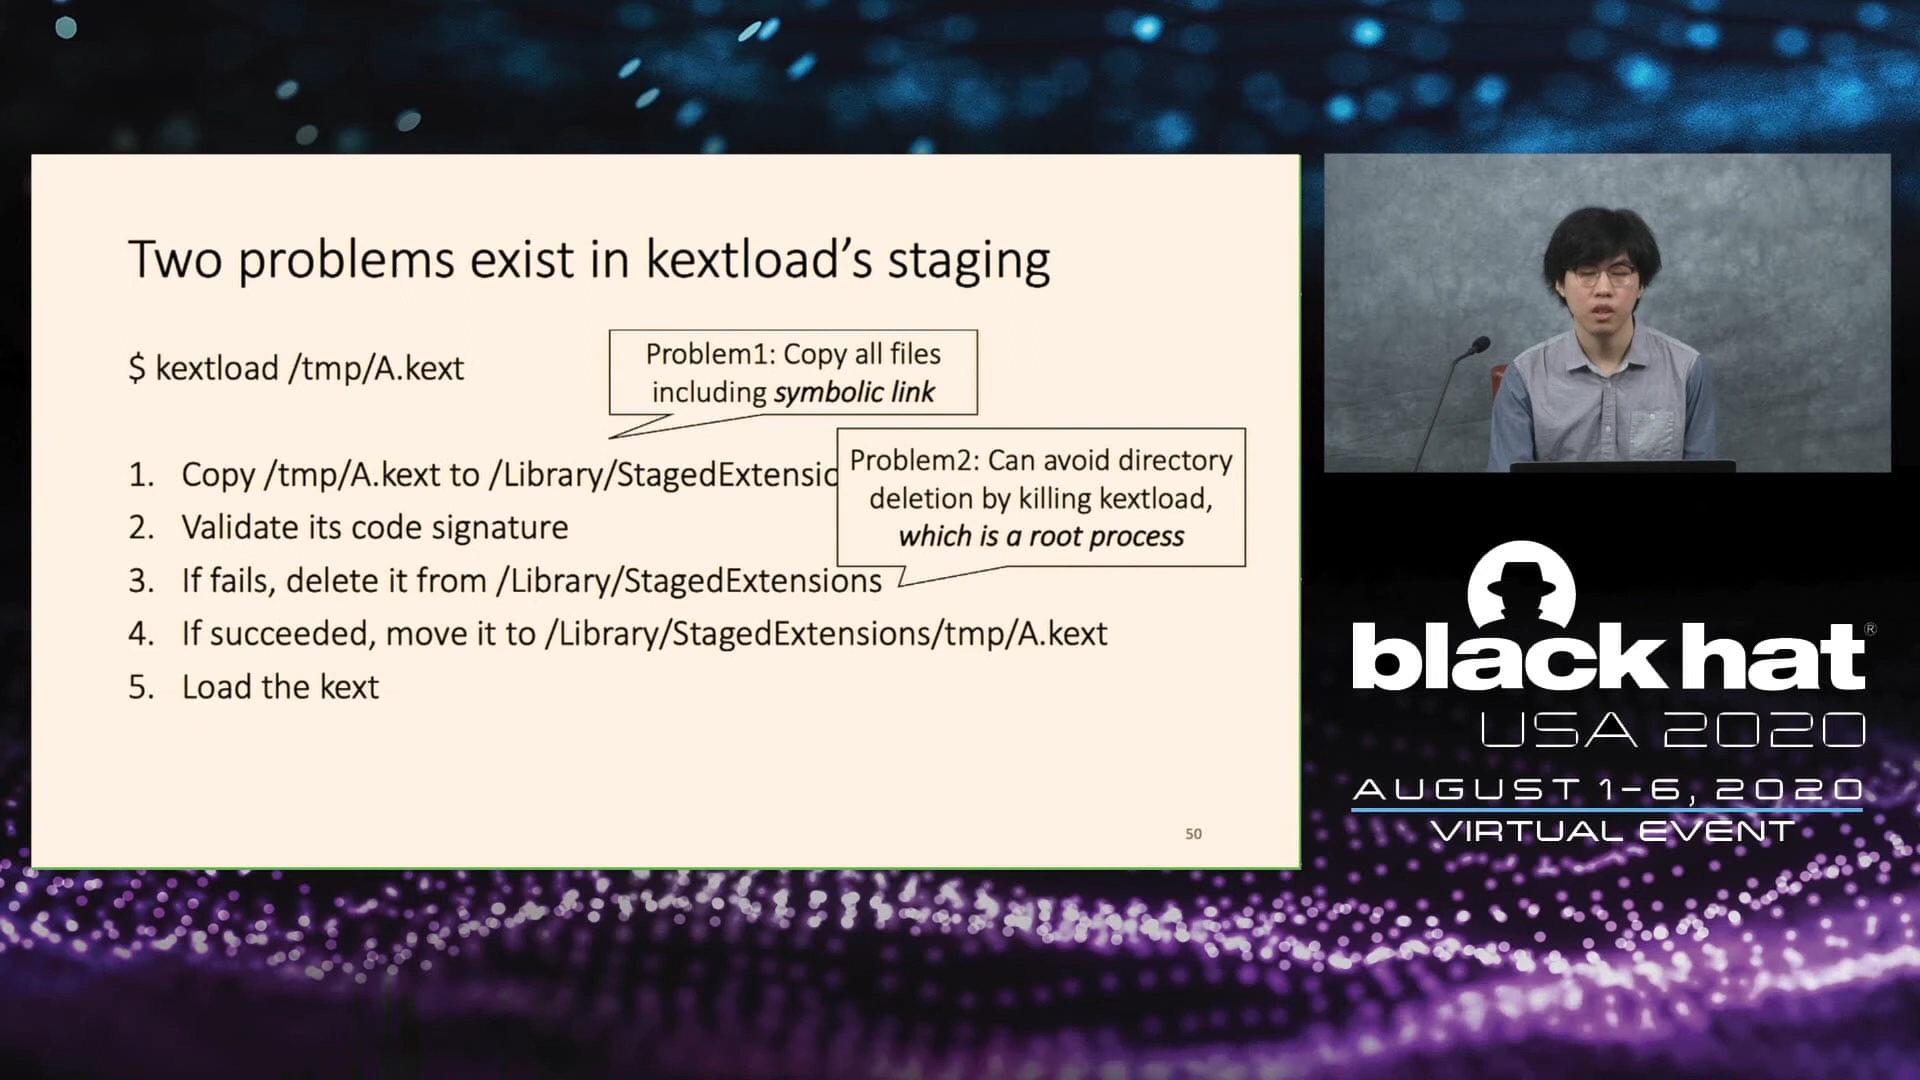 Two problems exist in kextload’s staging
$ kextload /tmp/A.kext
Problem1: Copy all files
including symbolic link
1. Copy /tmp/A.kext to /Library/StagedExtensio
Problem2: Can avoid directory
deletion by killing kextload,
which is a root process
2. Validate its code signature
3. If fails, delete it from /Library/StagedExtensions
4. If succeeded, move it to /Library/StagedExtensions/tmp/A.kext
5. Load the kext
50
black hat®
USA 2020
AUGUST 1-6, 2020
VIRTUAL EVENT